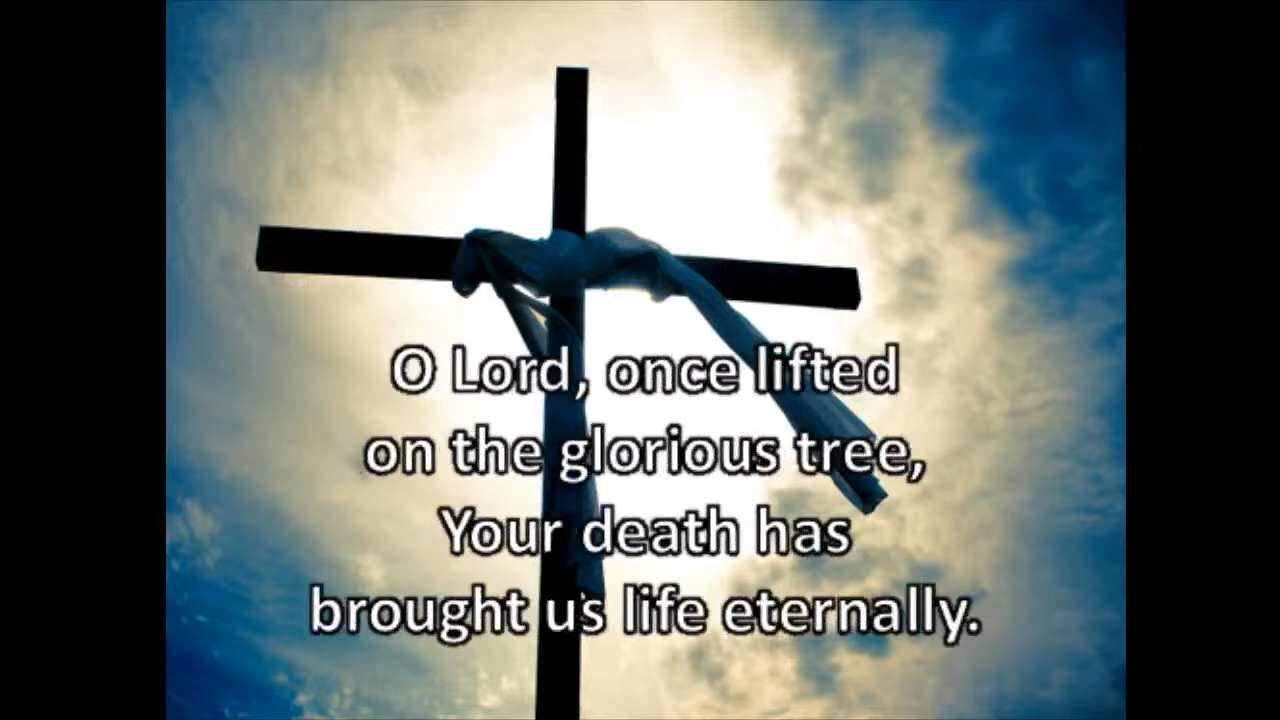 O Lord, once lifted
on the glorious tree,
Your death has
brought us life eternally.